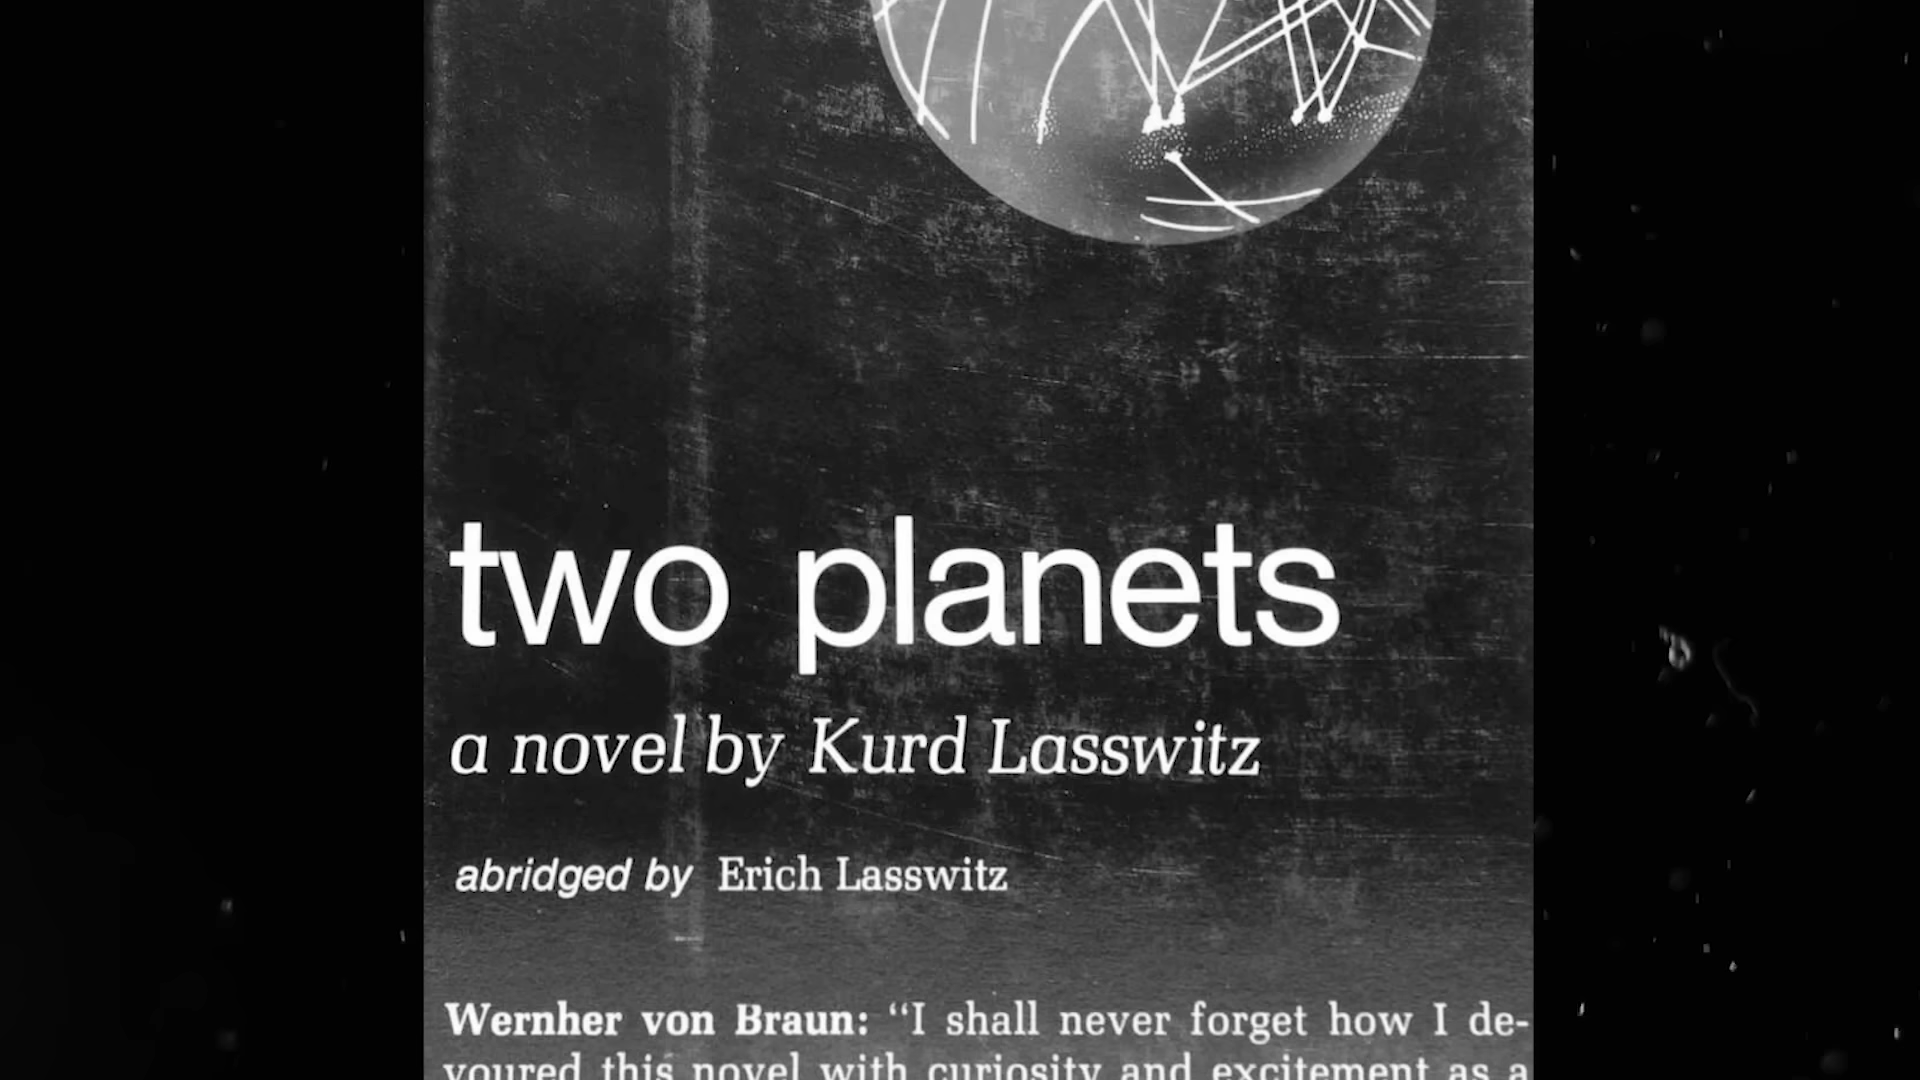 two planets
a novel by Kurd Lasswitz
abridged by Erich Lasswitz
Wernher von Braun: “I shall never forget how I de-
voured this novel with curiosity and excitement as a